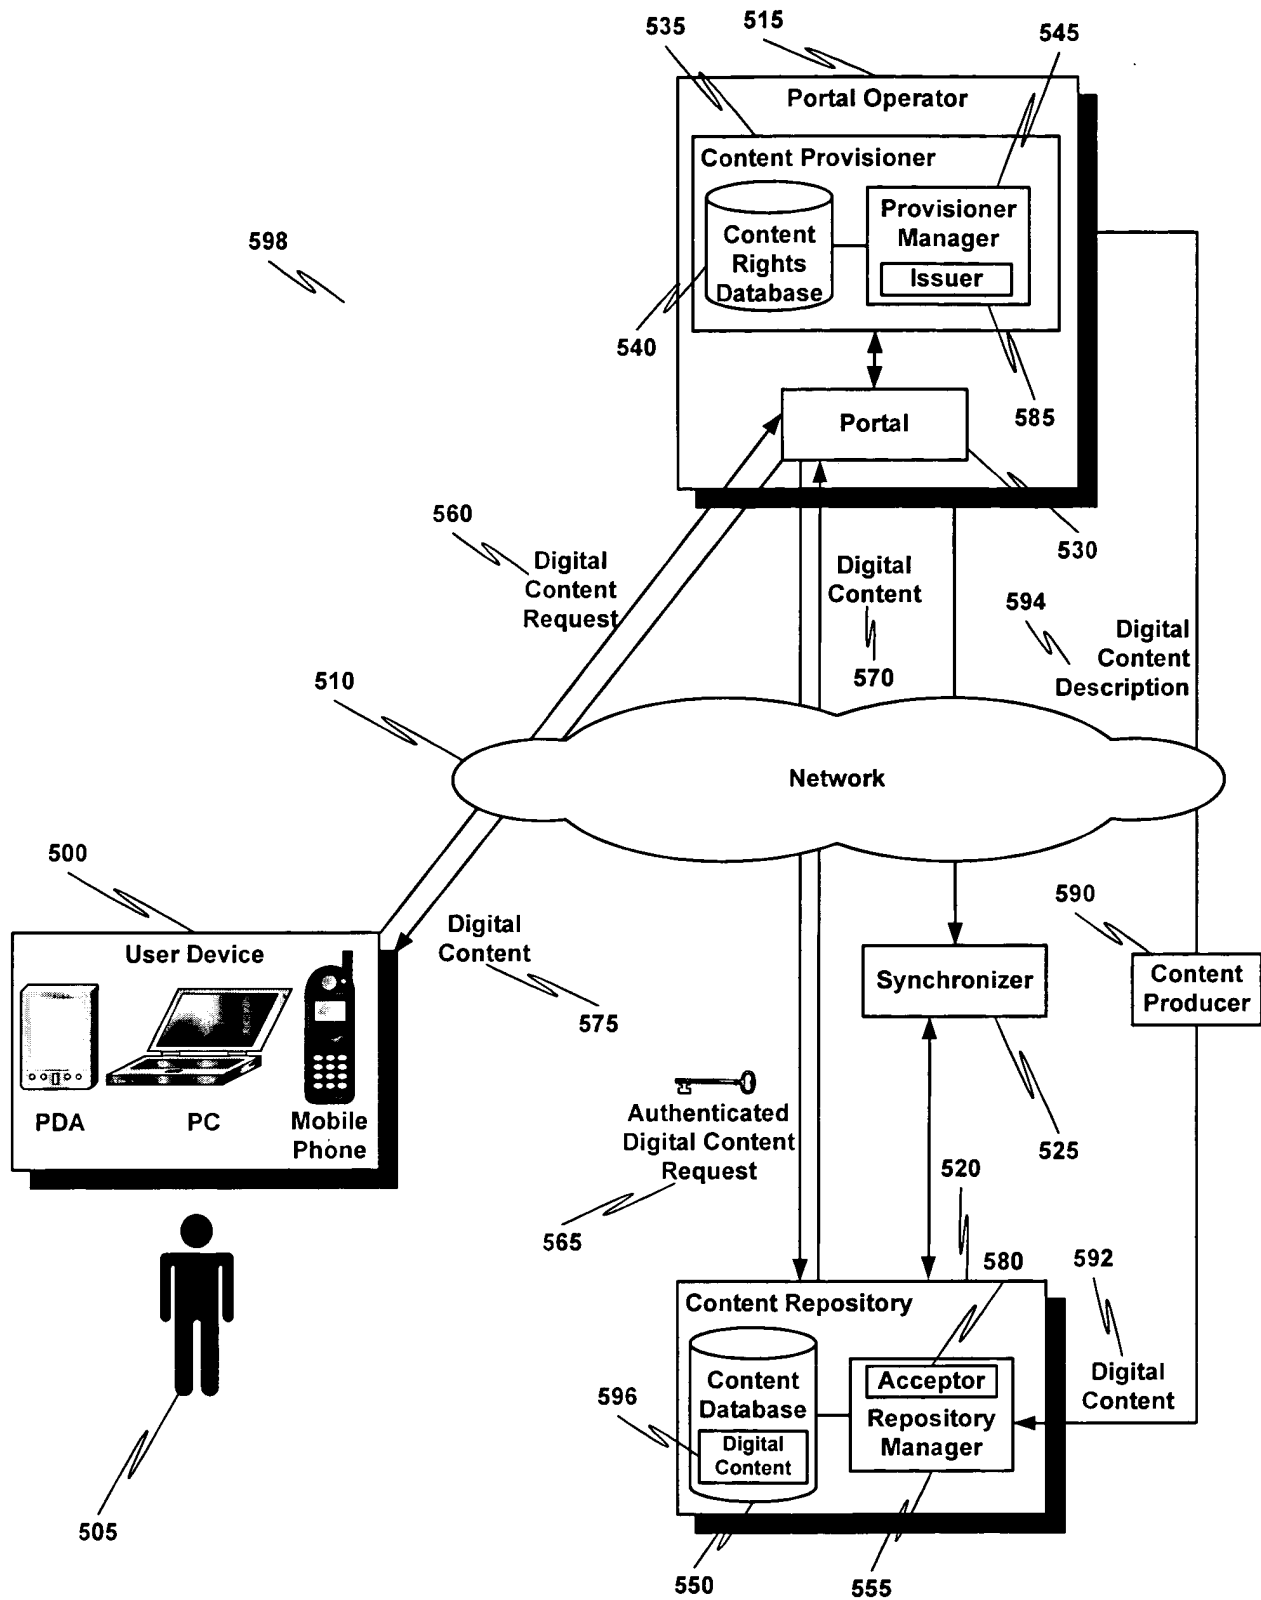 515
535
545
Portal Operator
Content Provisioner
Provisioner
Manager
Issuer
Content
Rights
Database
598
540
585
Portal
560
530
Digital
Content
Request
Digital
Content
570
594
Digital
Content
Description
510
Network
500
590
User Device
Digital
Content
575
Synchronizer
Content
Producer
PDA
PC
Mobile
Phone
Authenticated
Digital Content
Request
525
520
565
580
592
Content Repository
Content
Database
Digital
Content
596
Acceptor
Repository
Manager
Digital
Content
505
550
555